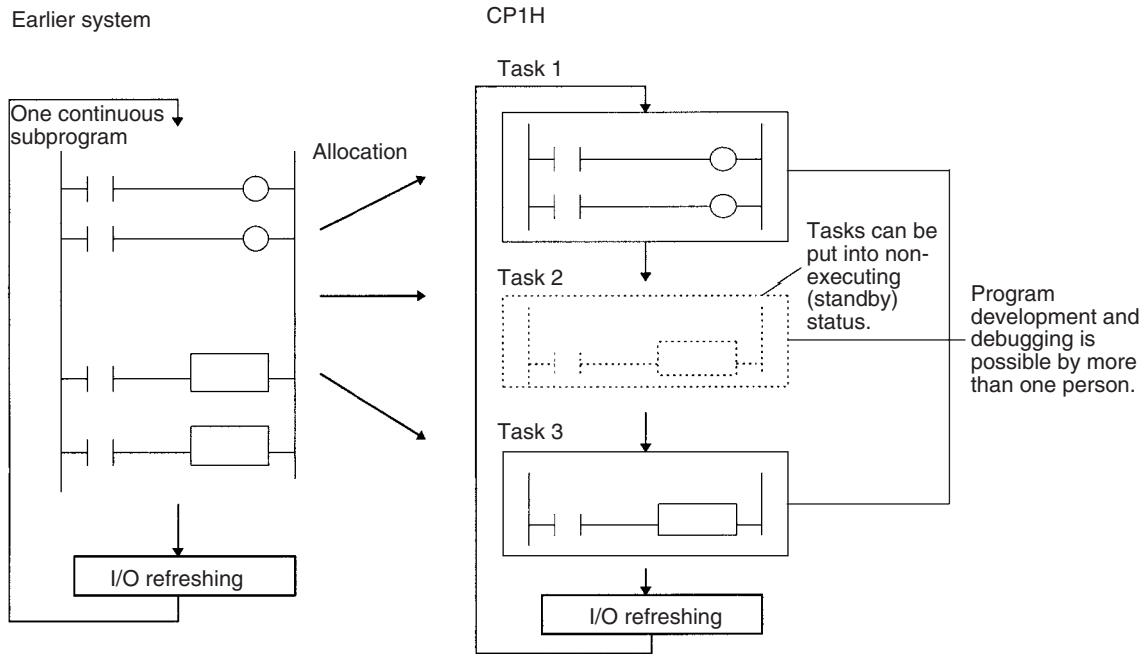 Earlier system
CP1H
One continuous
subprogram
Allocation
Task 1
Tasks can be
put into non-
executing
(standby)
status.
Task 2
Program
development and
debugging is
possible by more
than one person.
Task 3
I/O refreshing
I/O refreshing